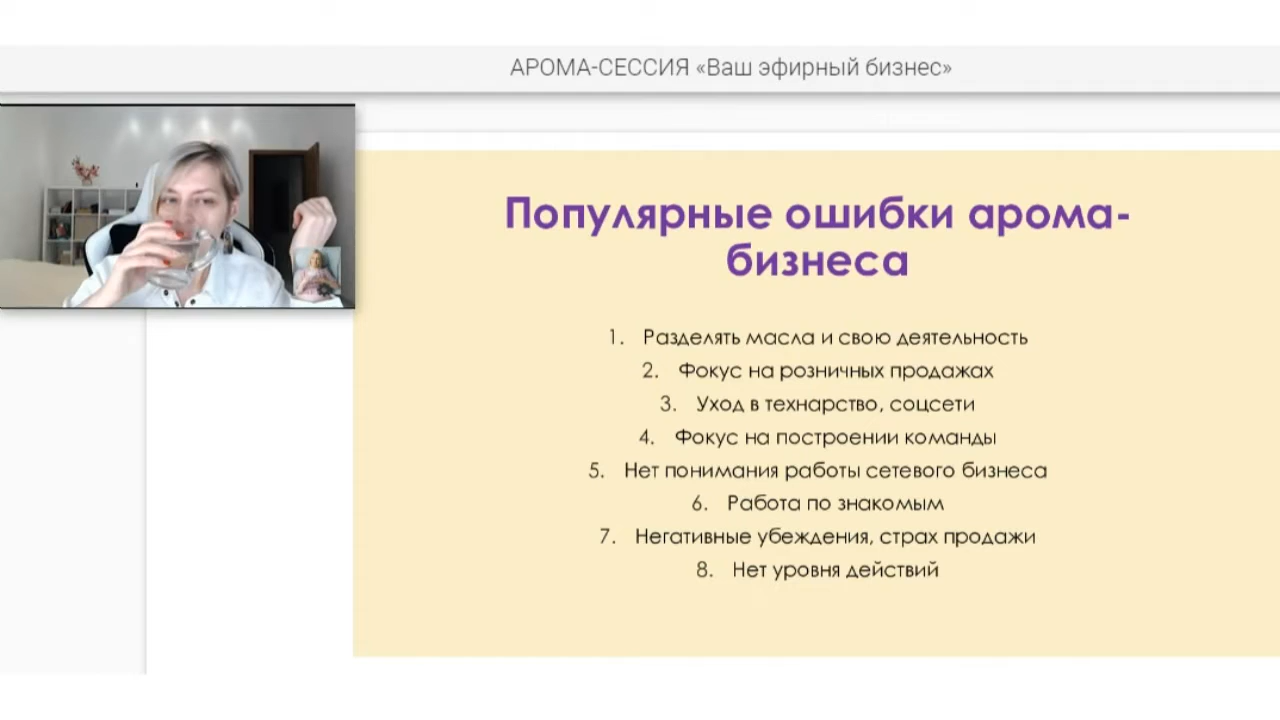 АРОМА-СЕССИЯ «Ваш эфирный бизнес»
Популярные ошибки арома-
бизнеса
1. Разделять масла и свою деятельность
2. Фокус на розничных продажах
3. Уход в технарство, соцсети
4. Фокус на построении команды
5. Нет понимания работы сетевого бизнеса
6. Работа по знакомым
7. Негативные убеждения, страх продажи
8. Нет уровня действий